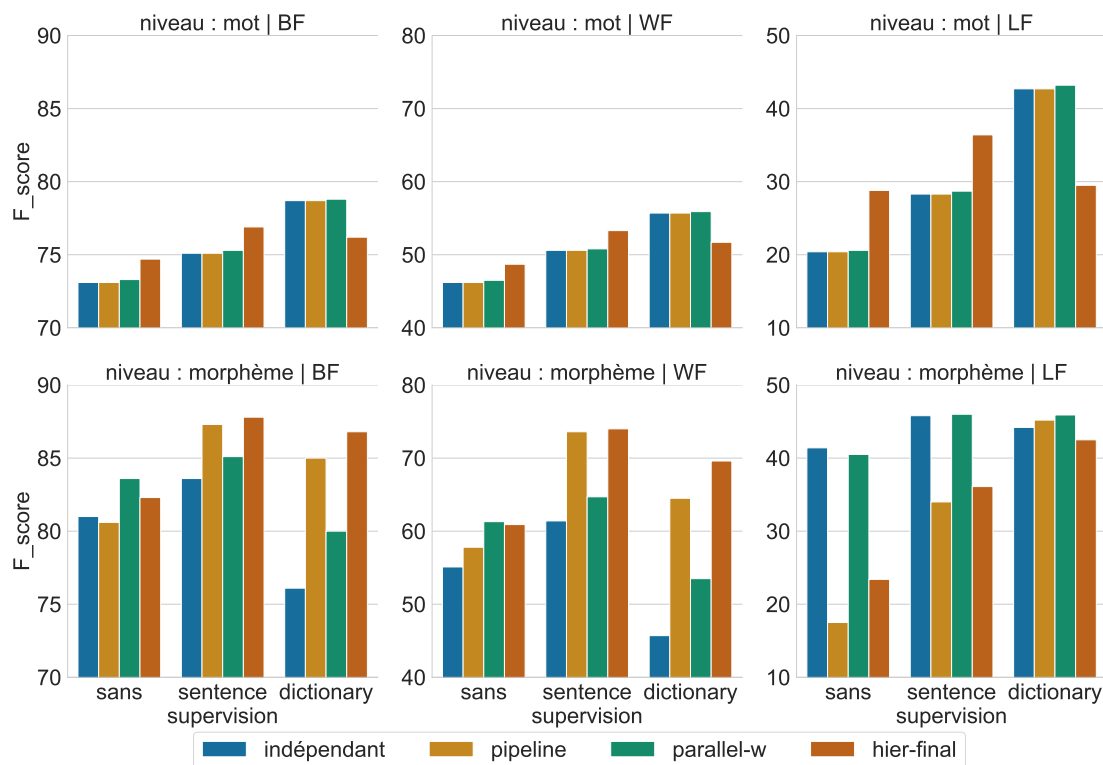 niveau : mot | BF
niveau : mot | WF
niveau : mot | LF
90
85
80
75
70
F_score
80
70
60
50
40
50
40
30
20
10
niveau : morphème | BF
niveau : morphème | WF
niveau : morphème | LF
90
85
80
75
70
F_score
80
70
60
50
40
50
40
30
20
10
sans sentence dictionary
supervision
sans sentence dictionary
supervision
sans sentence dictionary
supervision
indépendant pipeline parallel-w hier-final